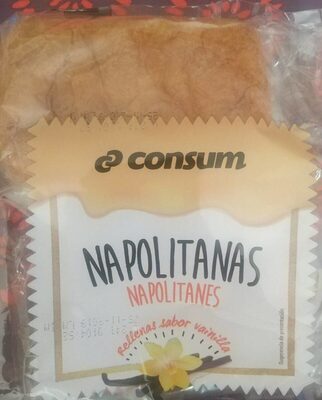 consum
NAPOLITANAS
NAPOLITANES
Rellenas sabor vainilla